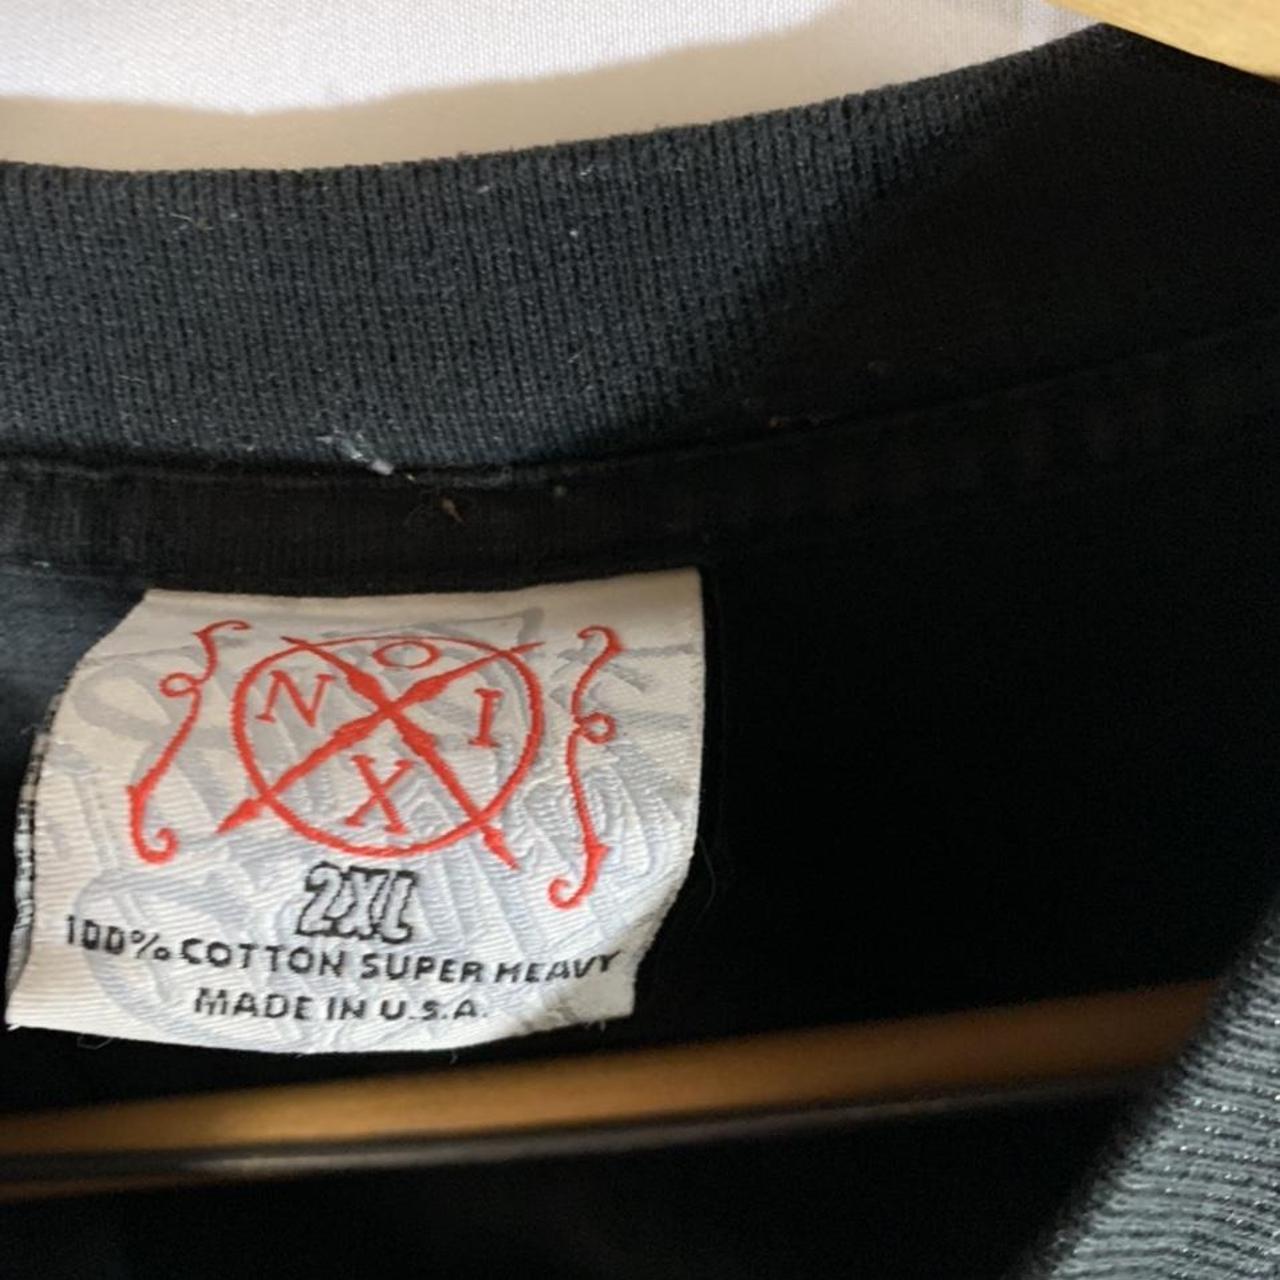 N O I X
2XL
100% COTTON SUPER HEAVY
MADE IN U.S.A.